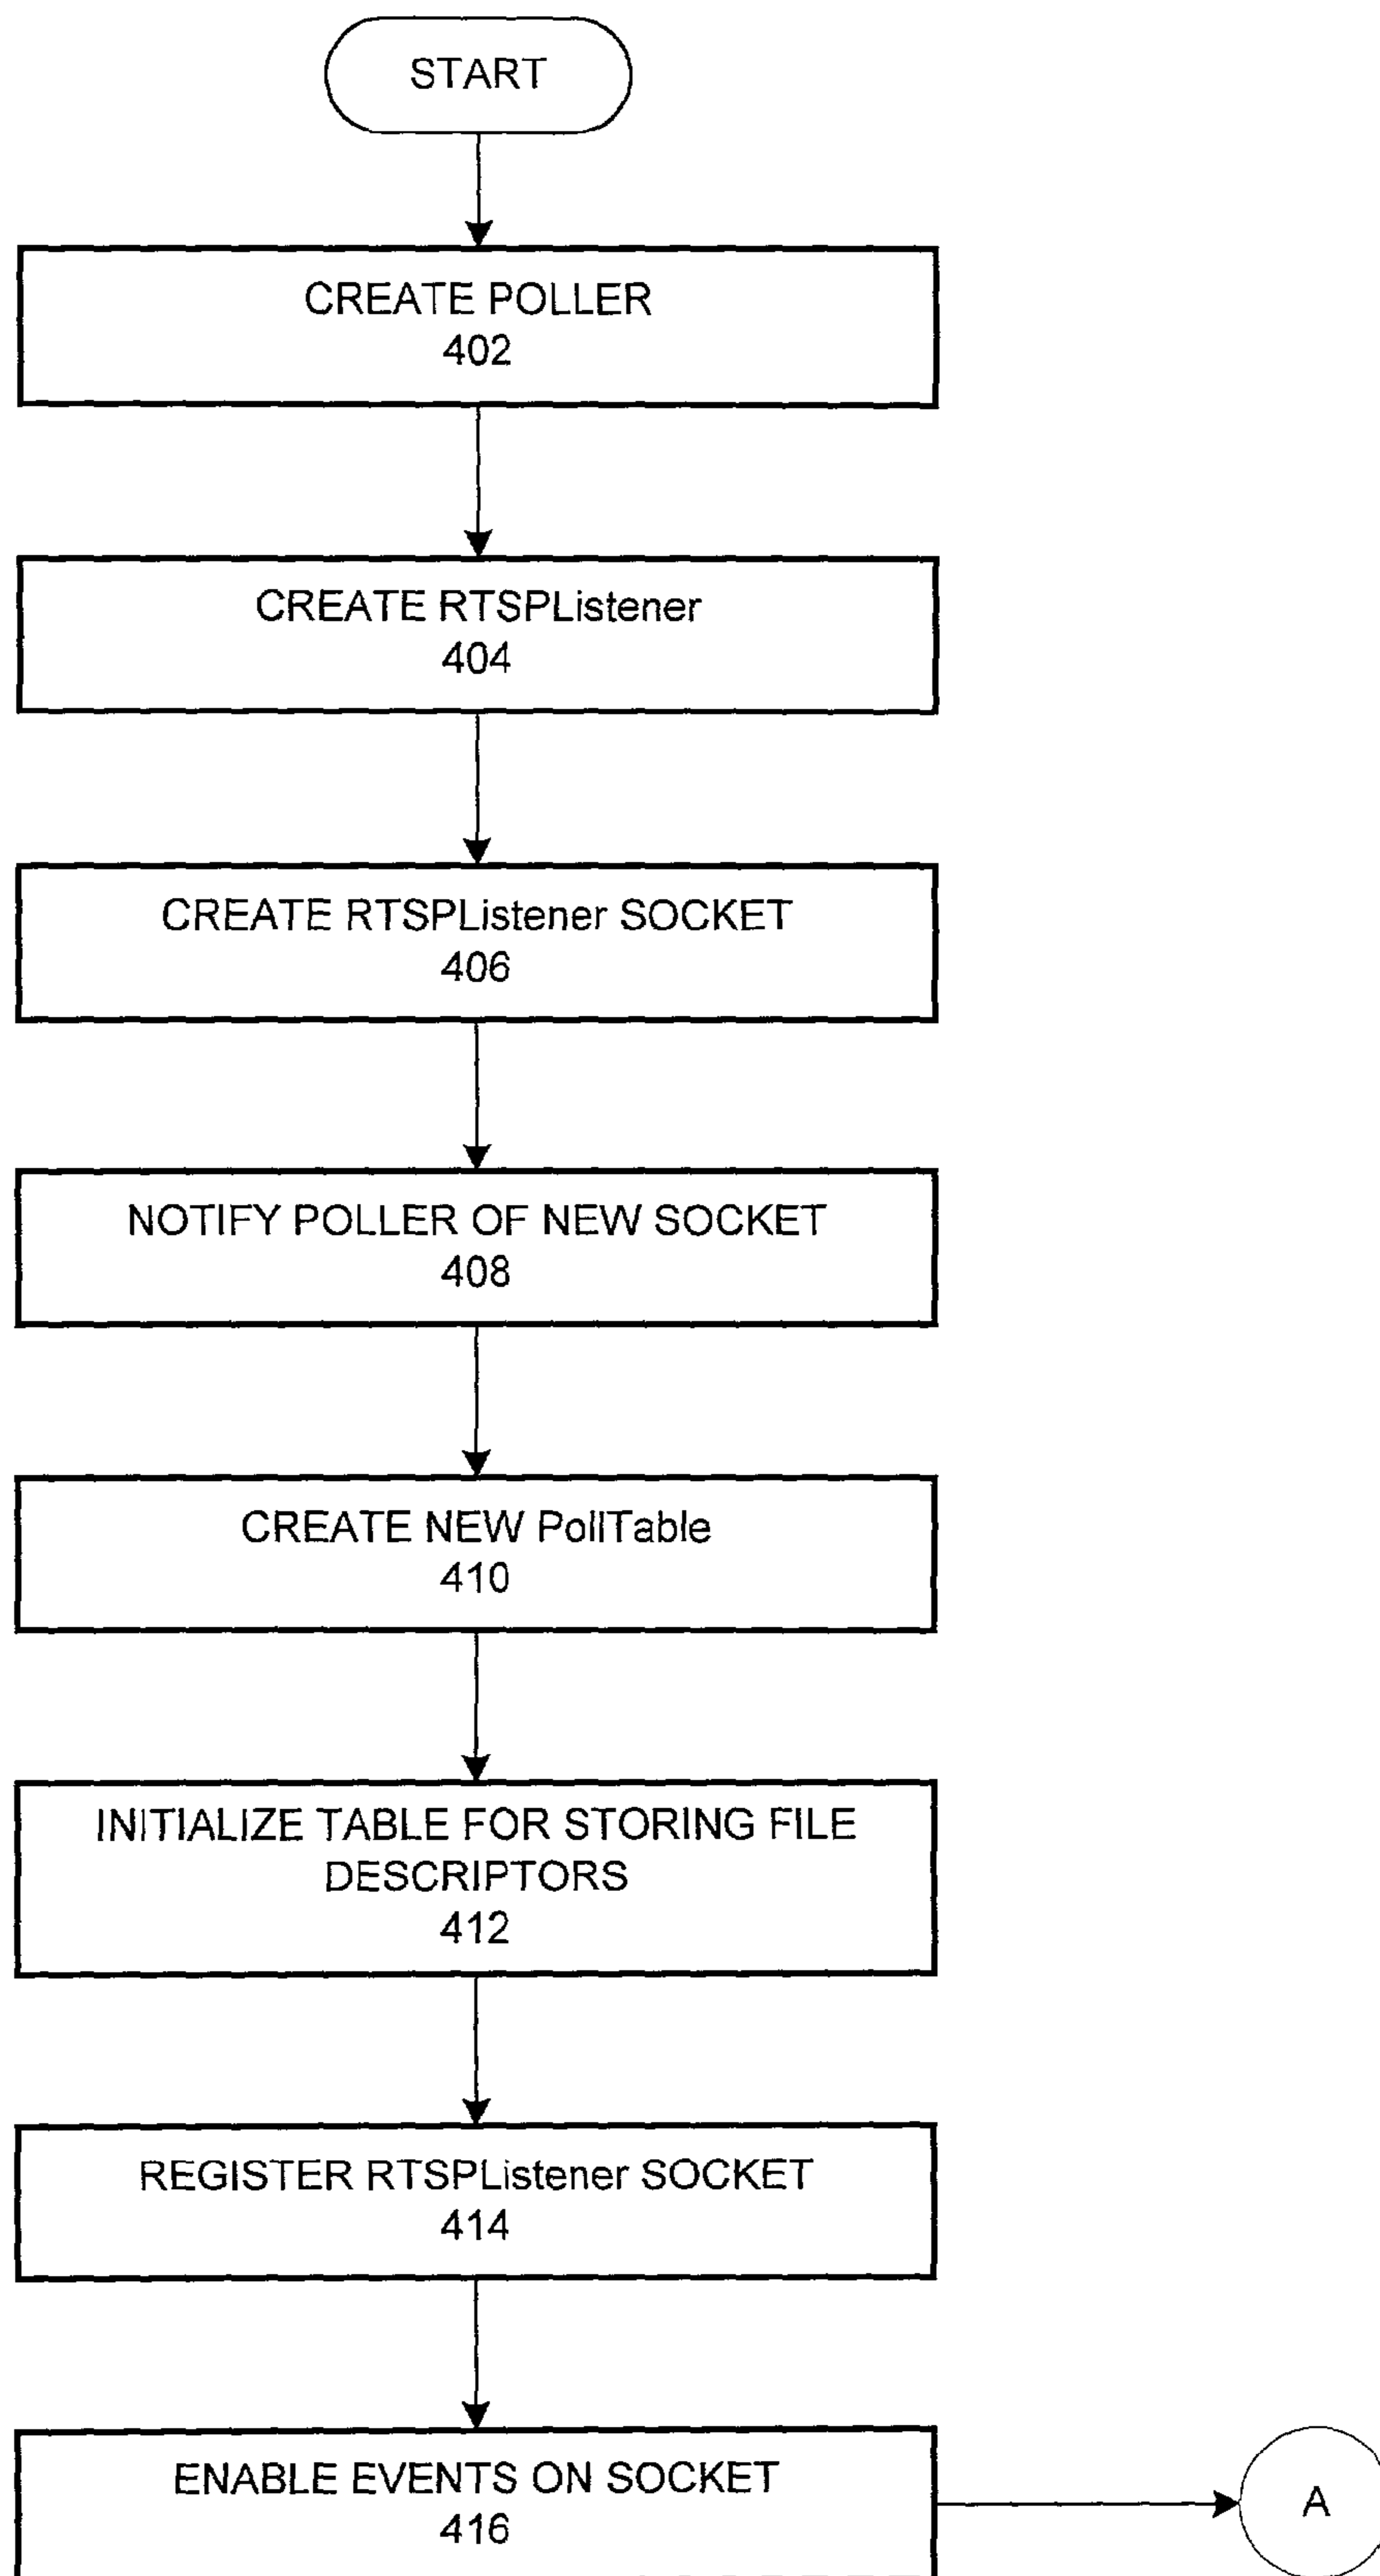 START
CREATE POLLER
402
CREATE RTSPListener
404
CREATE RTSPListener SOCKET
406
NOTIFY POLLER OF NEW SOCKET
408
CREATE NEW PollTable
410
INITIALIZE TABLE FOR STORING FILE
DESCRIPTORS
412
REGISTER RTSPListener SOCKET
414
ENABLE EVENTS ON SOCKET
416
A